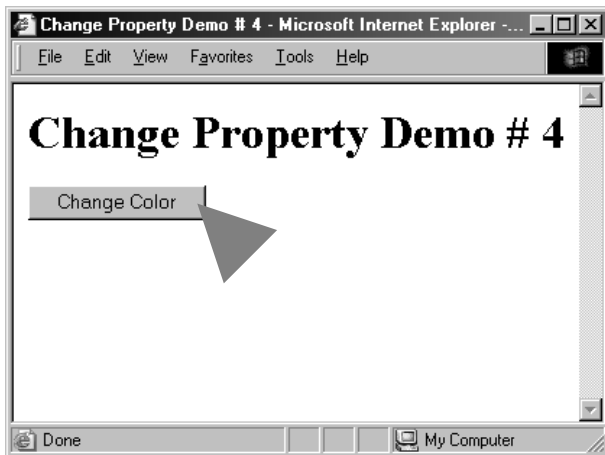 Change Property Demo # 4 - Microsoft Internet Explorer -...
File Edit View Favorites Tools Help
Change Property Demo # 4
Change Color
Done My Computer